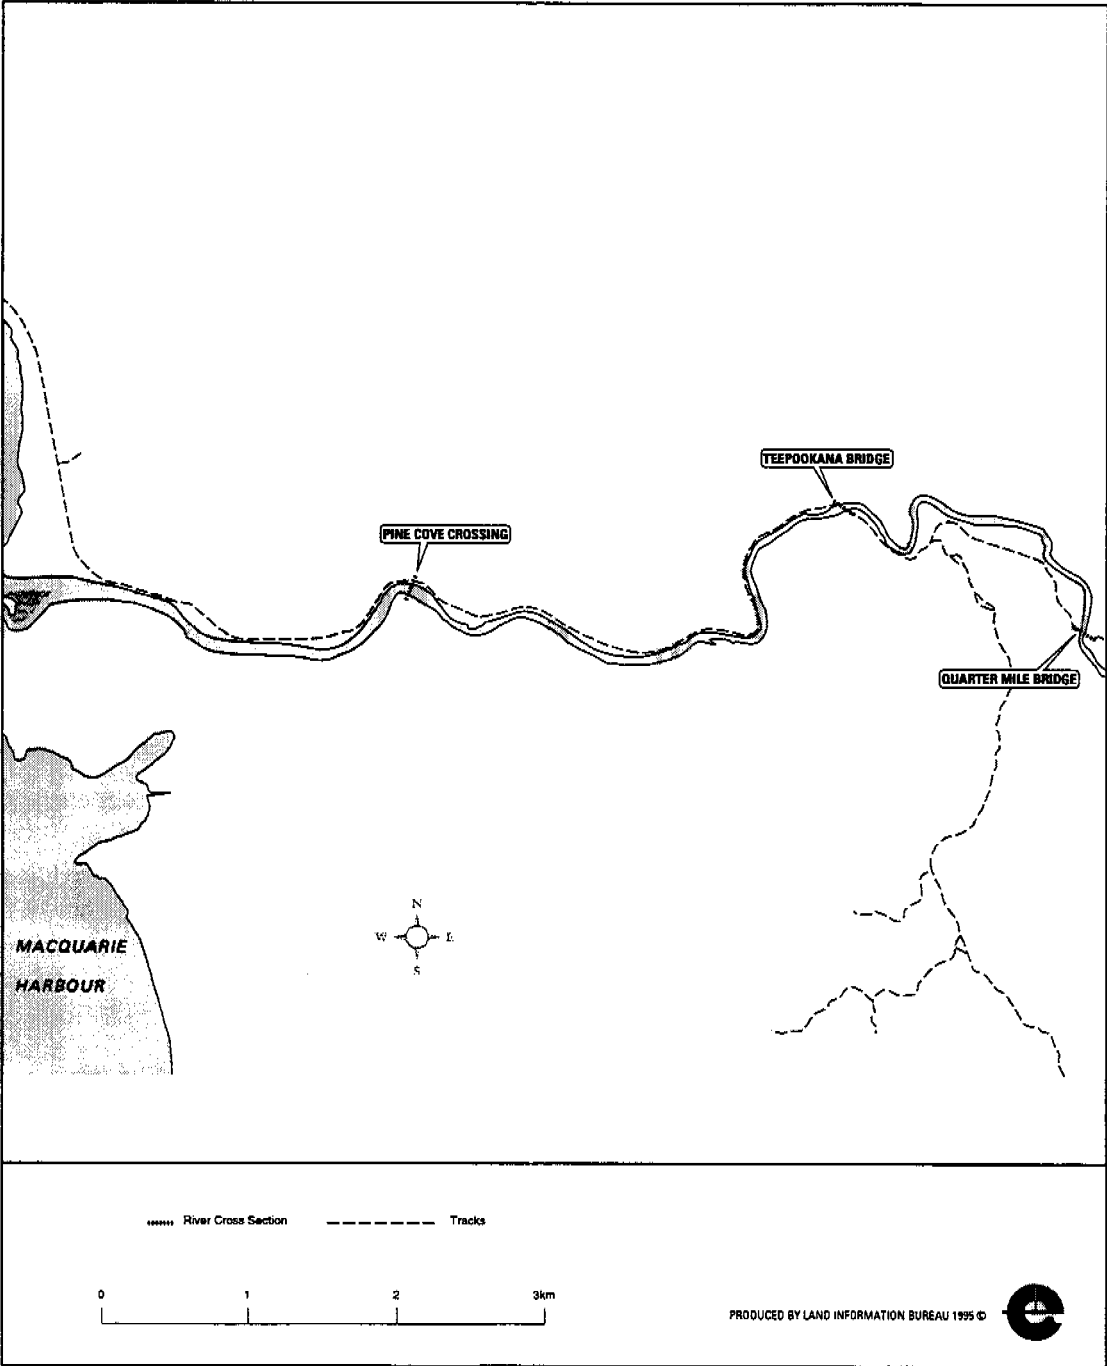 TEEPOOKANA BRIDGE
PINE COVE CROSSING
QUARTER MILE BRIDGE
N
W E
S
MACQUARIE
HARBOUR
River Cross Section Tracks
0 1 2 3km
PRODUCED BY LAND INFORMATION BUREAU 1995 ©